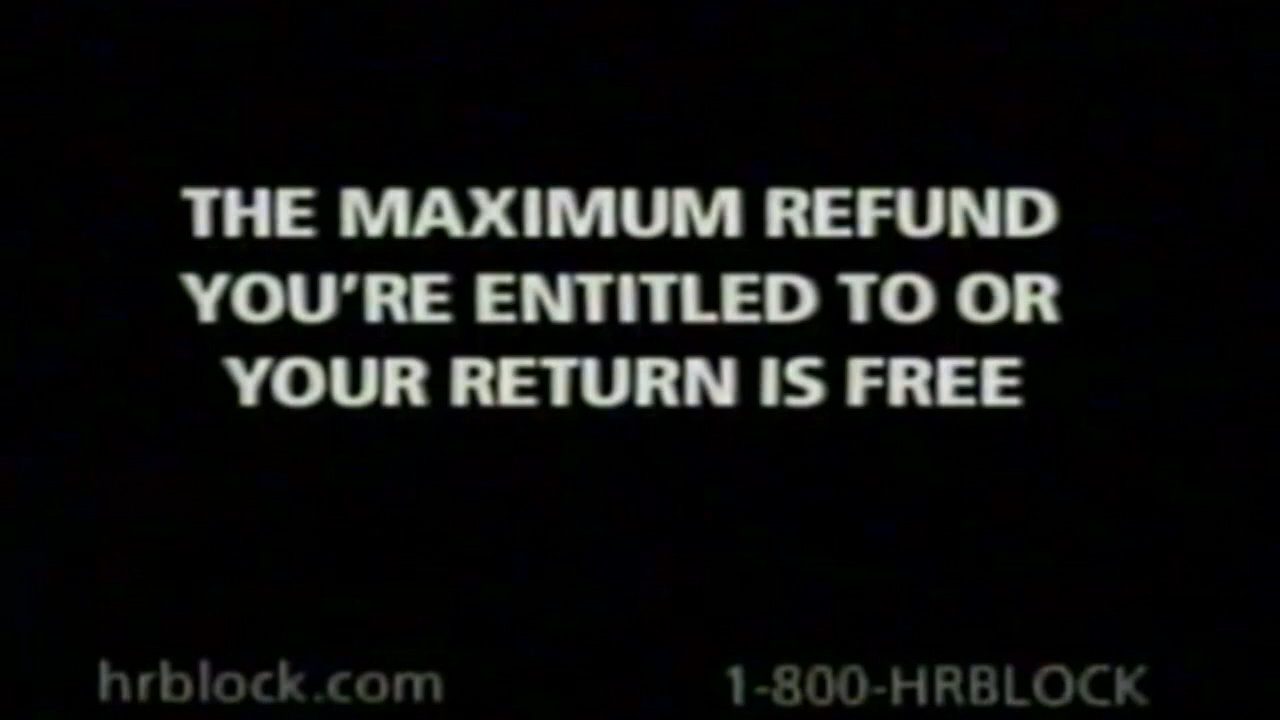 THE MAXIMUM REFUND
YOU'RE ENTITLED TO OR
YOUR RETURN IS FREE
hrblock.com 1-800-HRBLOCK